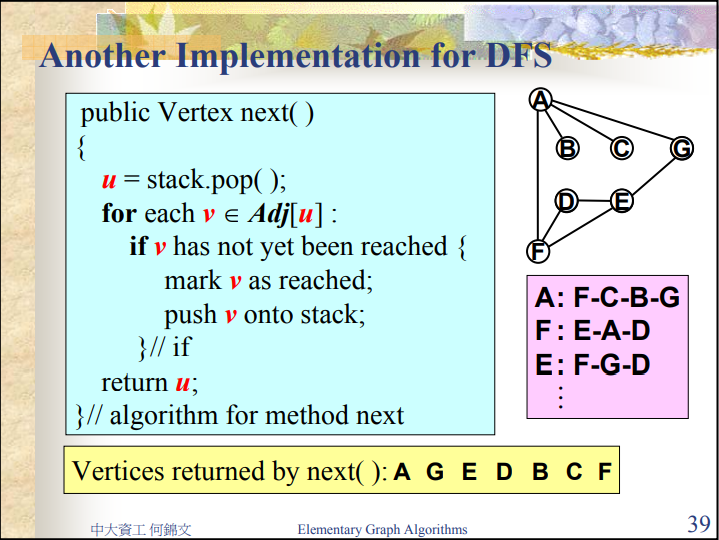 Another Implementation for DFS
public Vertex next( )
{
u = stack.pop( );
for each v ∈ Adj[u] :
if v has not yet been reached {
mark v as reached;
push v onto stack;
}// if
return u;
}// algorithm for method next
A
B
C
G
D
E
F
A: F-C-B-G
F: E-A-D
E: F-G-D
⋮
Vertices returned by next( ): A G E D B C F
中大資工 何錦文
Elementary Graph Algorithms
39